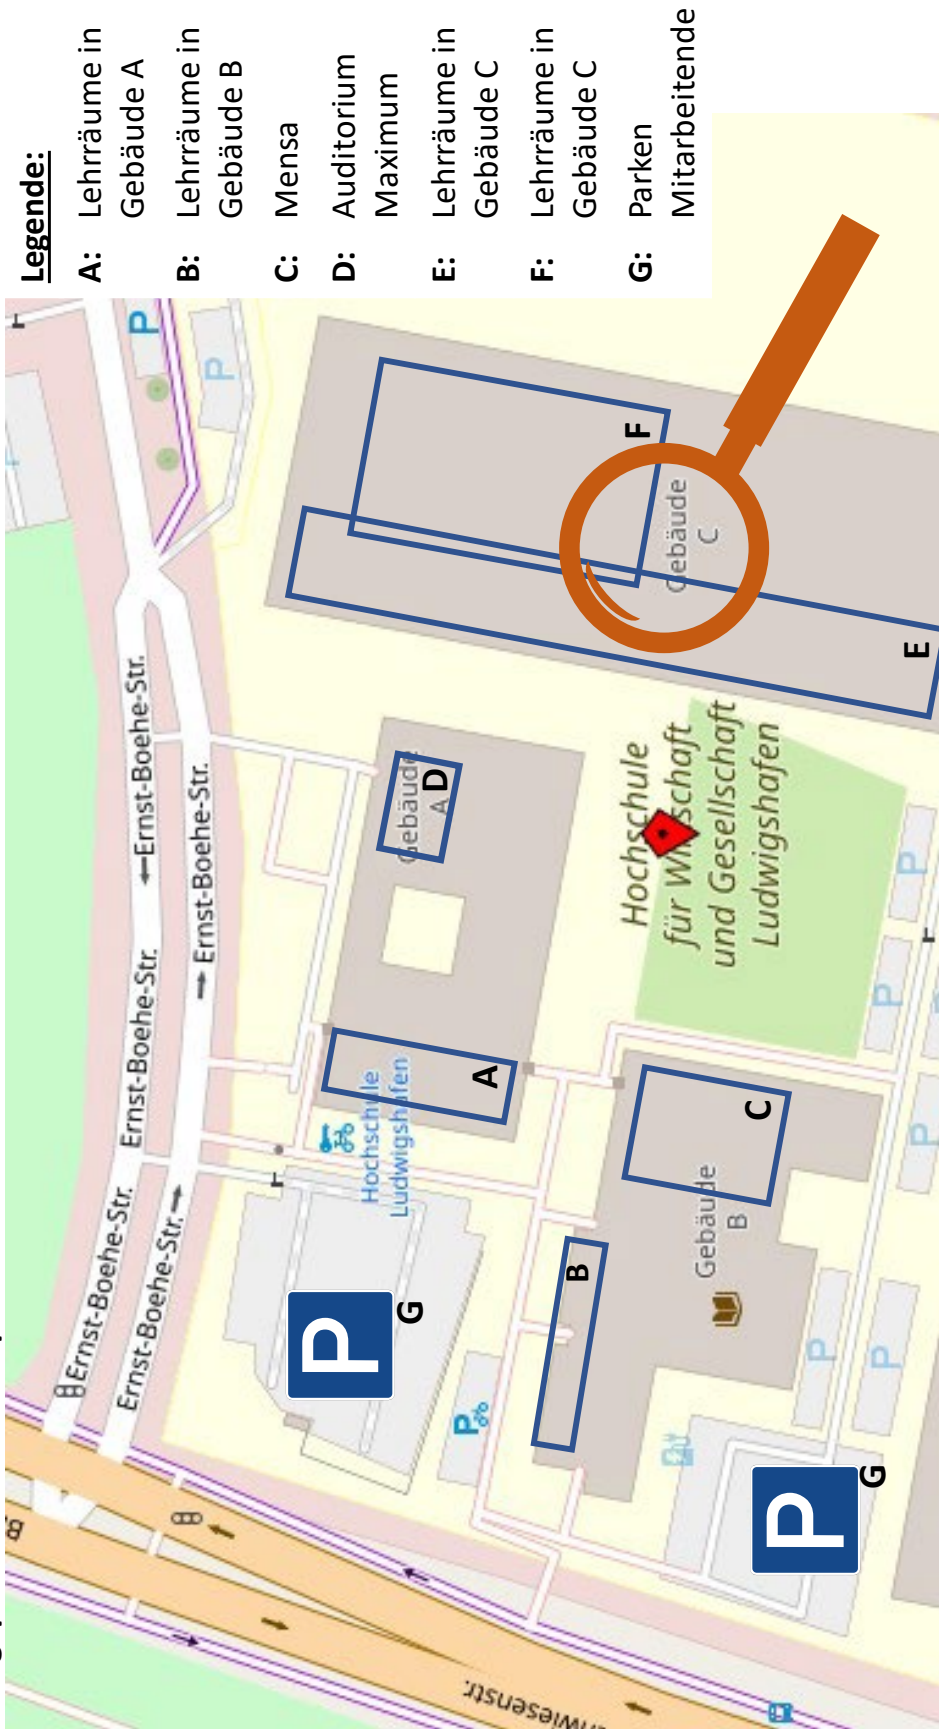 Legende:
A: Lehrräume in
Gebäude A
B: Lehrräume in
Gebäude B
C: Mensa
D: Auditorium
Maximum
E: Lehrräume in
Gebäude C
F: Lehrräume in
Gebäude C
G: Parken
Mitarbeitende
Ernst-Boehe-Str.
Ernst-Boehe-Str.
Ernst-Boehe-Str.
Ernst-Boehe-Str.
Ernst-Boehe-Str.
P
P
P
G
P
Hochschule
Ludwigshafen
A
Gebäude
A
D
B
Gebäude
B
C
Hochschule
für Wirtschaft
und Gesellschaft
Ludwigshafen
Gebäude
C
F
E
P
P
P
P
P
P
G